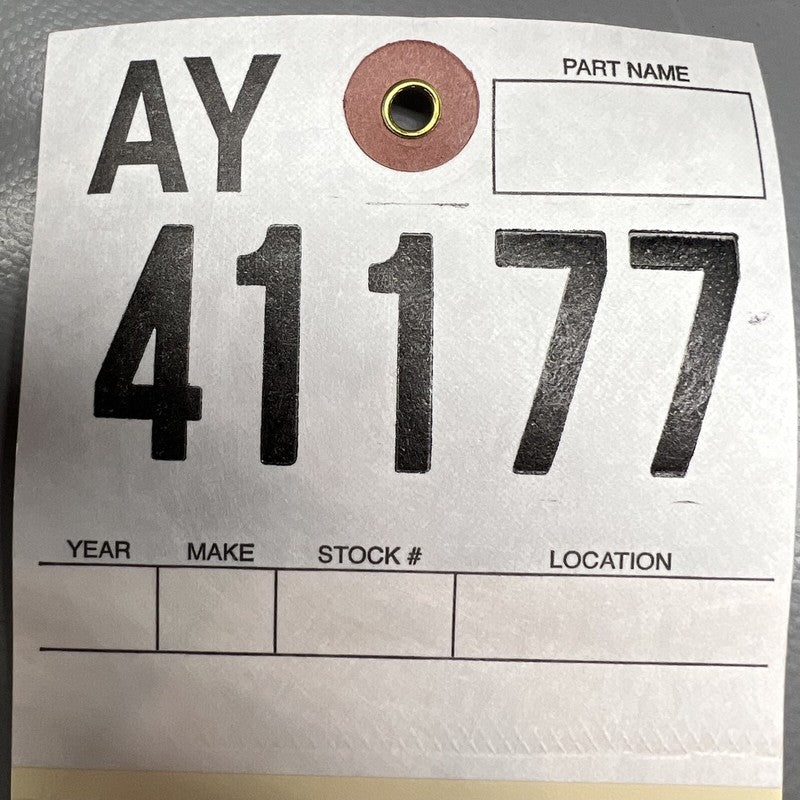 AY
PART NAME
41177
YEAR MAKE STOCK # LOCATION